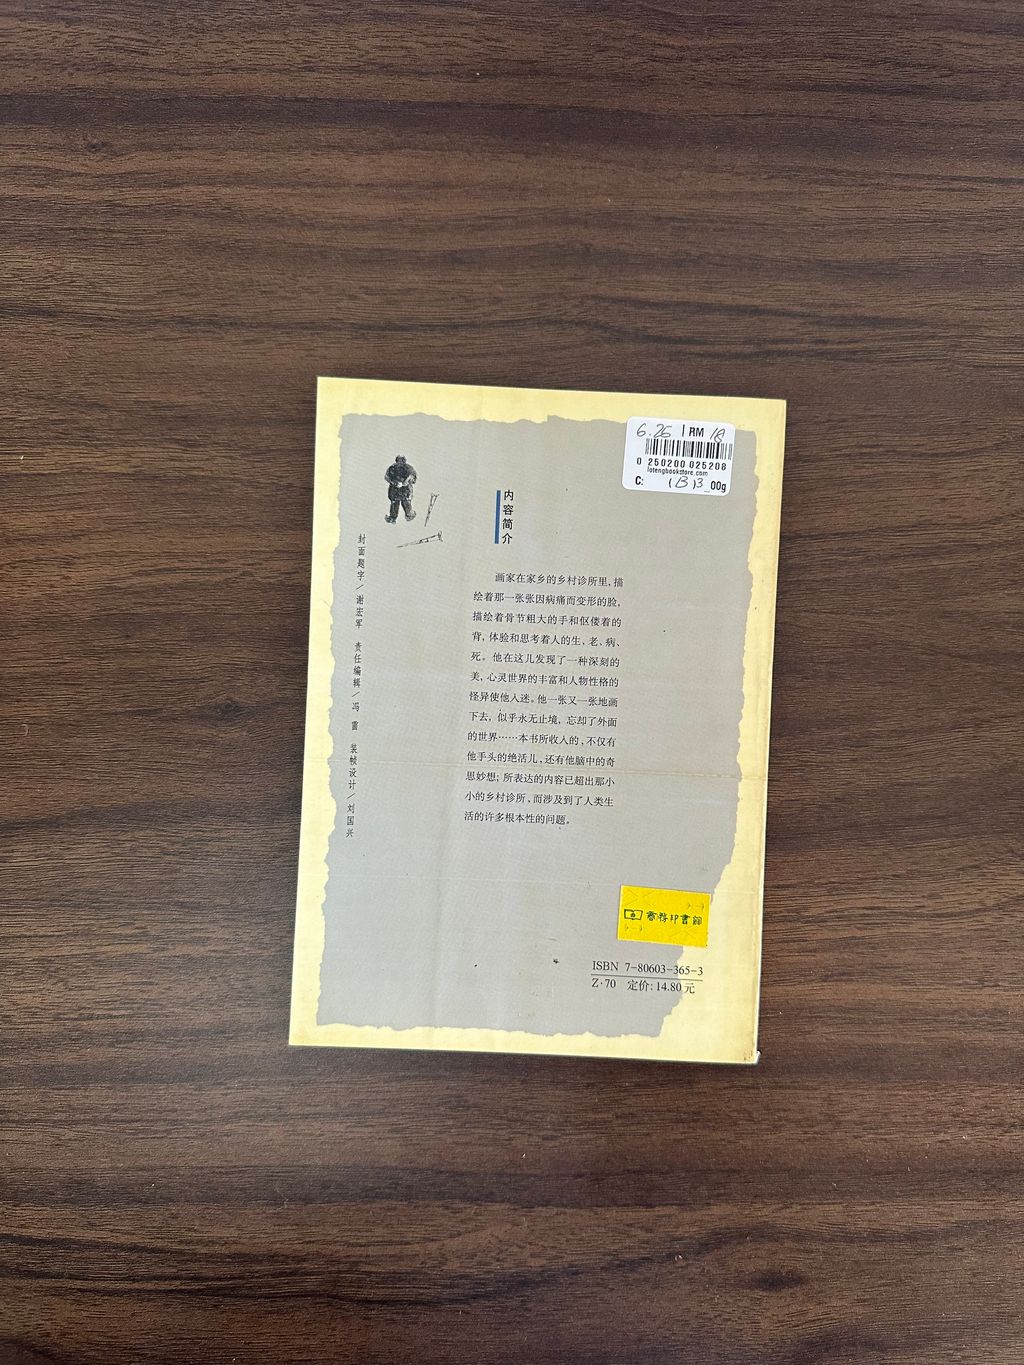 6.25 RM 18
0 250200 025208
lotengbookstore.com
C: 00g
内容简介
画家在家乡的乡村诊所里，描
绘着那一张张因病痛而变形的脸，
描绘着骨节粗大的手和伛偻着的
背，体验和思考着人的生、老、病、
死。他在这儿发现了一种深刻的
美，心灵世界的丰富和人物性格的
怪异使他入迷。他一张又一张地画
下去，似乎永无止境，忘却了外面
的世界……本书所收入的，不仅有
他手头的绝活儿，还有他脑中的奇
思妙想；所表达的内容已超出那小
小的乡村诊所，而涉及到了人类生
活的许多根本性的问题。
封面题字／谢宏军 责任编辑／冯雷 装帧设计／刘国兴
商務印書館
ISBN 7-80603-365-3
Z·70 定价：14.80元